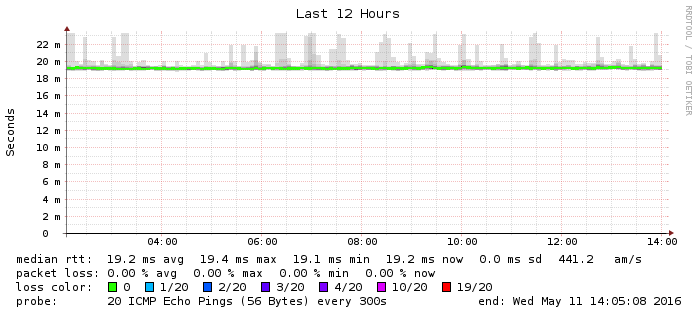 Last 12 Hours
RRDTOOL / TOBI OETIKER
Seconds
22 m
20 m
18 m
16 m
14 m
12 m
10 m
8 m
6 m
4 m
2 m
0
04:00 06:00 08:00 10:00 12:00 14:00
median rtt: 19.2 ms avg 19.4 ms max 19.1 ms min 19.2 ms now 0.0 ms sd 441.2 am/s
packet loss: 0.00 % avg 0.00 % max 0.00 % min 0.00 % now
loss color: 0 1/20 2/20 3/20 4/20 10/20 19/20
probe: 20 ICMP Echo Pings (56 Bytes) every 300s end: Wed May 11 14:05:08 2016